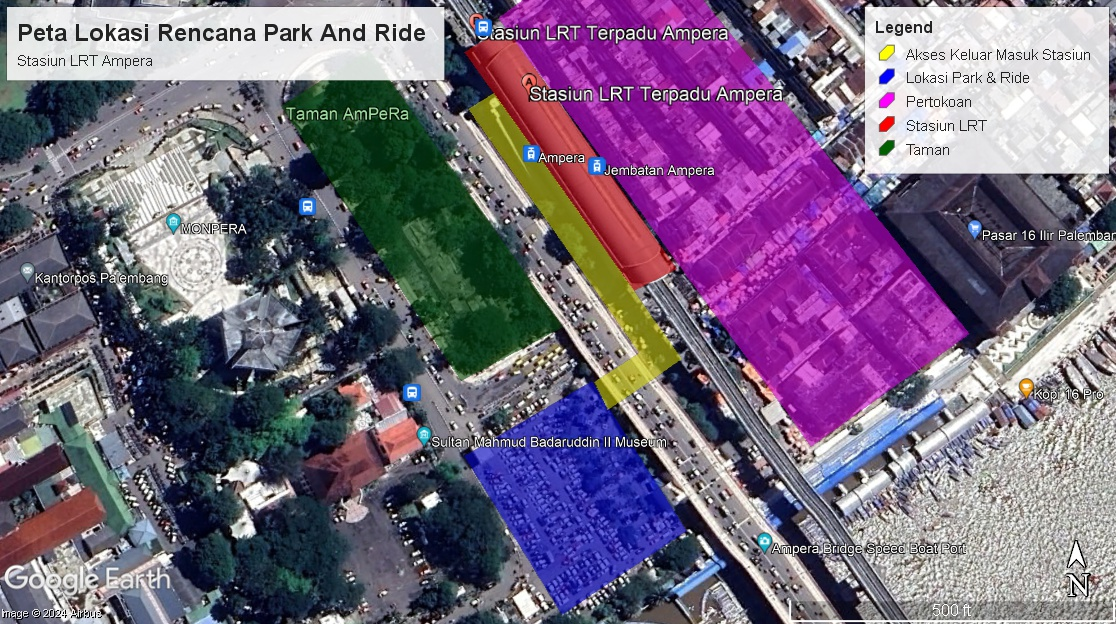 Peta Lokasi Rencana Park And Ride
Stasiun LRT Ampera
Legend
Akses Keluar Masuk Stasiun
Lokasi Park & Ride
Pertokoan
Stasiun LRT
Taman
Stasiun LRT Terpadu Ampera
Stasiun LRT Terpadu Ampera
Taman AmPeRa
Ampera
Jembatan Ampera
MONPERA
Pasar 16 Ilir Palemban
Kantorpos Palembang
Kopi 16 Pro
Sultan Mahmud Badaruddin II Museum
Ampera Bridge Speed Boat Port
Google Earth
N
Image © 2024 Airbus
500 ft